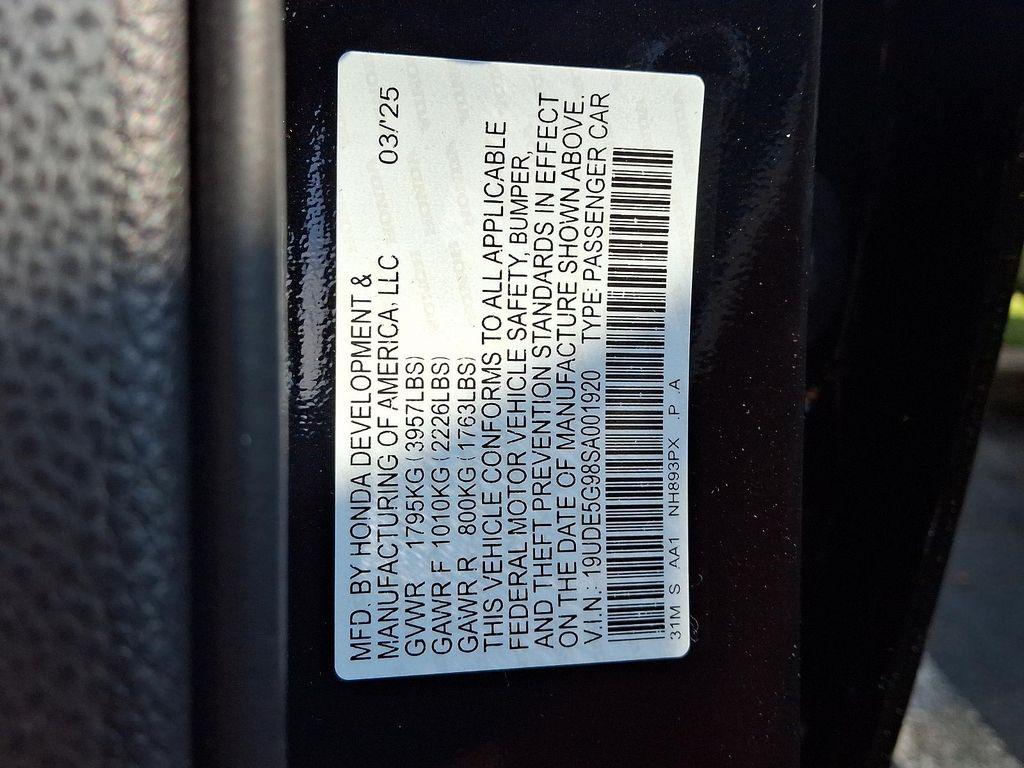 MFD. BY HONDA DEVELOPMENT &
MANUFACTURING OF AMERICA, LLC 03/'25
GVWR 1795KG (3957LBS)
GAWR F 1010KG (2226LBS)
GAWR R 800KG (1763LBS)
THIS VEHICLE CONFORMS TO ALL APPLICABLE
FEDERAL MOTOR VEHICLE SAFETY, BUMPER,
AND THEFT PREVENTION STANDARDS IN EFFECT
ON THE DATE OF MANUFACTURE SHOWN ABOVE.
V.I.N.: 19UDE5G98SA001920 TYPE: PASSENGER CAR
31M S AA1 NH893PX .P A